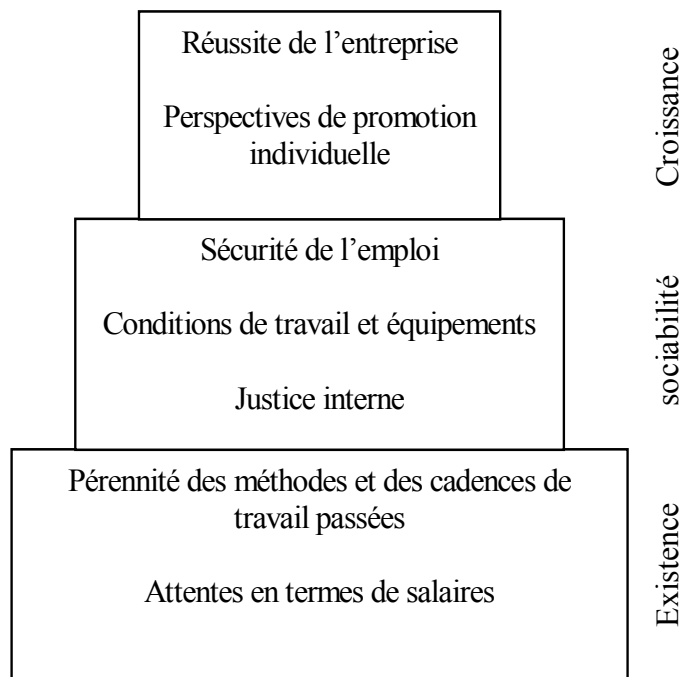 Réussite de l’entreprise
Perspectives de promotion
individuelle
Croissance
Sécurité de l’emploi
Conditions de travail et équipements
Justice interne
sociabilité
Pérennité des méthodes et des cadences de
travail passées
Attentes en termes de salaires
Existence